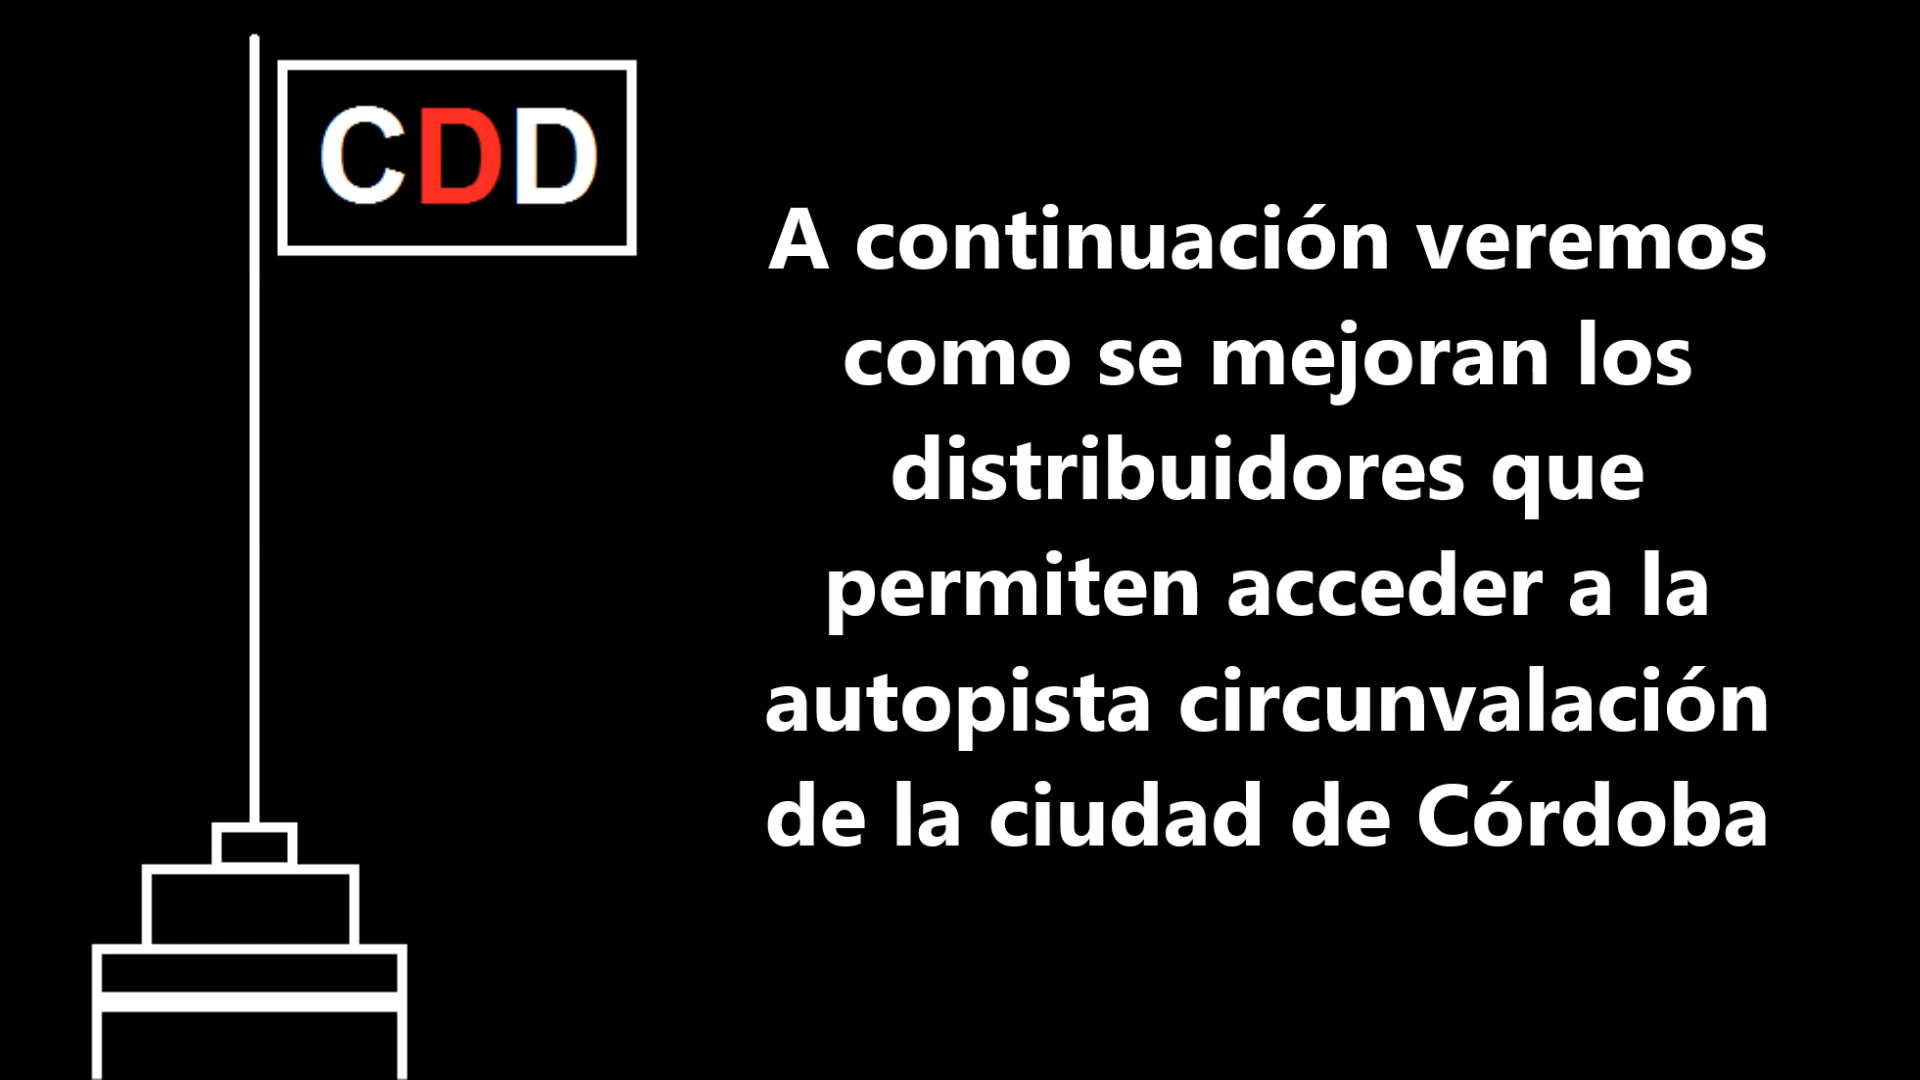 CDD
A continuación veremos
como se mejoran los
distribuidores que
permiten acceder a la
autopista circunvalación
de la ciudad de Córdoba